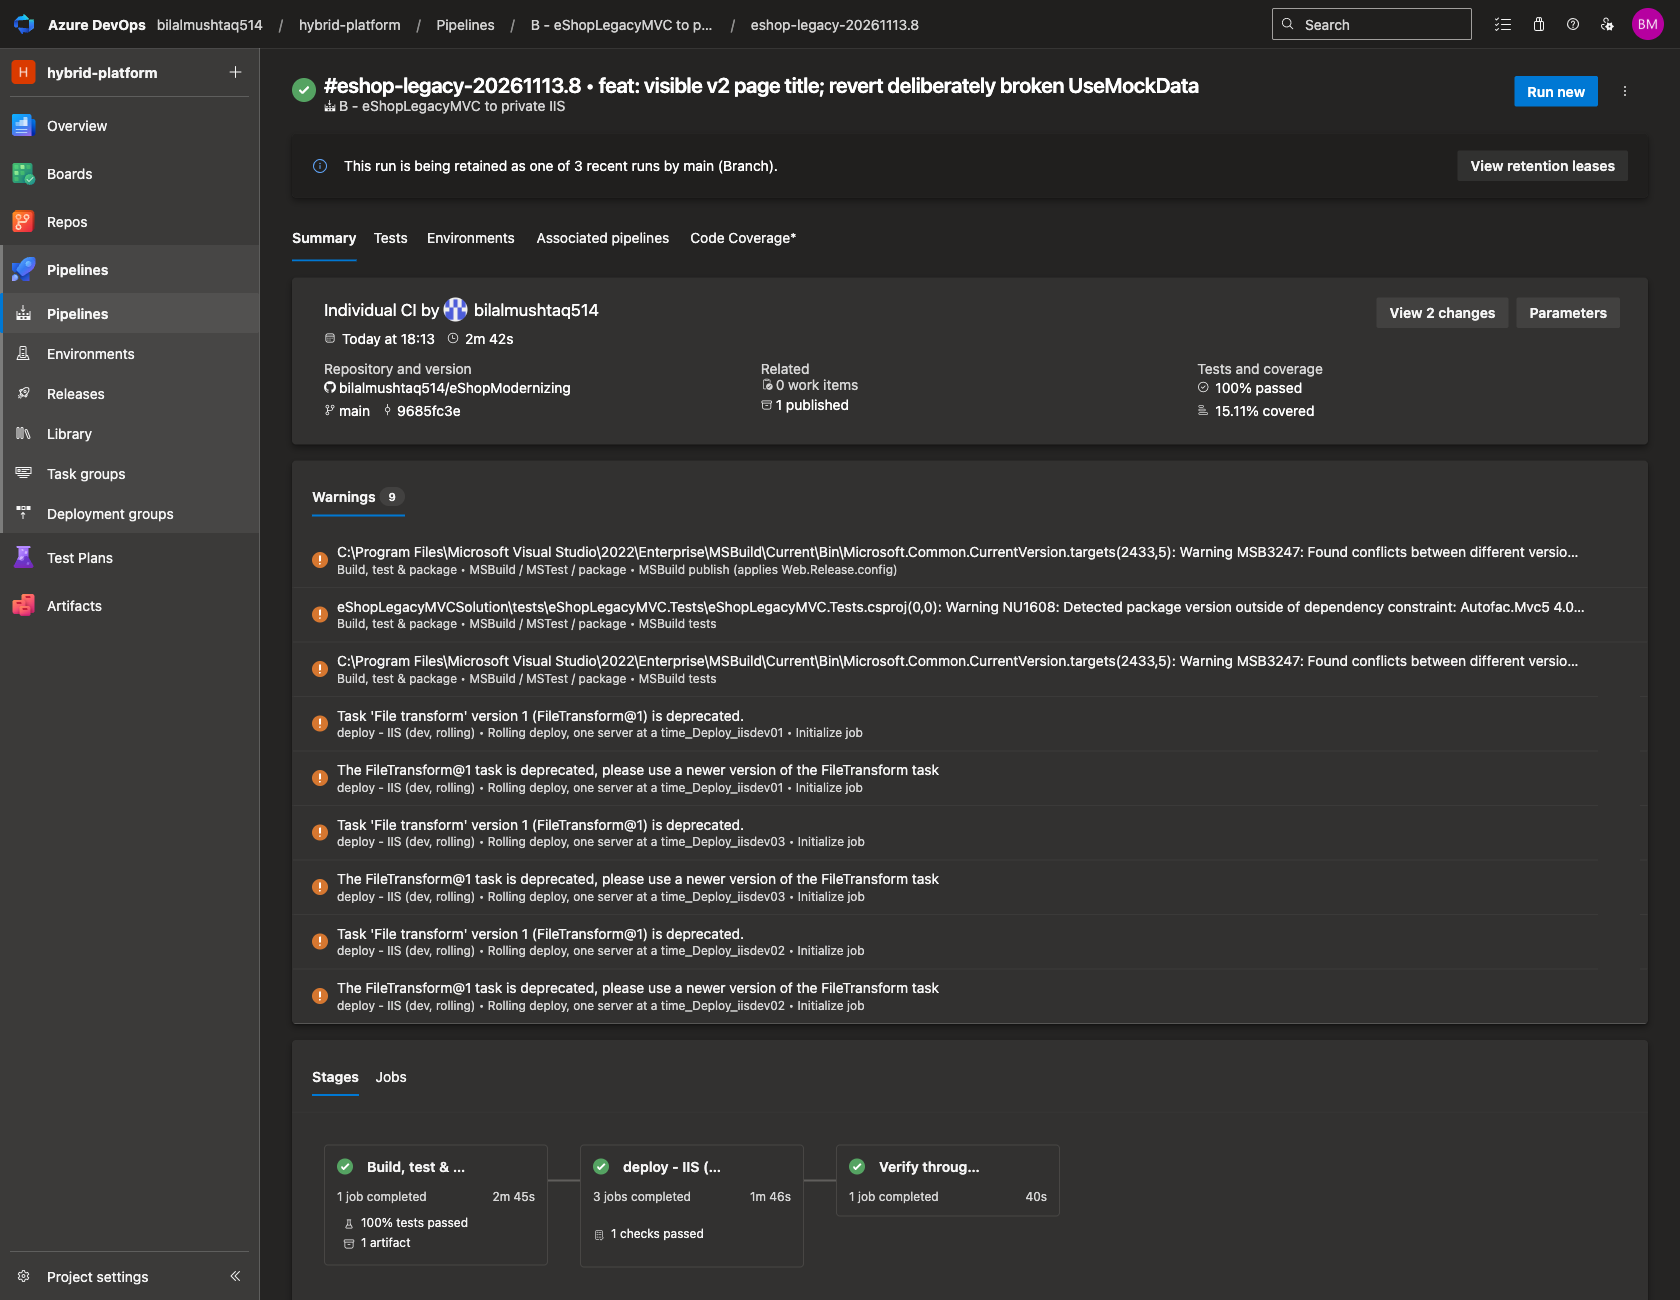 Azure DevOps bilalmushtaq514 / hybrid-platform / Pipelines / B - eShopLegacyMVC to p... / eshop-legacy-20261113.8
Search
BM
H hybrid-platform
Overview
Boards
Repos
Pipelines
Pipelines
Environments
Releases
Library
Task groups
Deployment groups
Test Plans
Artifacts
Project settings
#eshop-legacy-20261113.8 • feat: visible v2 page title; revert deliberately broken UseMockData
B - eShopLegacyMVC to private IIS
Run new
This run is being retained as one of 3 recent runs by main (Branch).
View retention leases
Summary Tests Environments Associated pipelines Code Coverage*
Individual CI by bilalmushtaq514
View 2 changes Parameters
Today at 18:13 2m 42s
Repository and version
bilalmushtaq514/eShopModernizing
main 9685fc3e
Related
0 work items
1 published
Tests and coverage
100% passed
15.11% covered
Warnings 9
C:\Program Files\Microsoft Visual Studio\2022\Enterprise\MSBuild\Current\Bin\Microsoft.Common.CurrentVersion.targets(2433,5): Warning MSB3247: Found conflicts between different versio...
Build, test & package • MSBuild / MSTest / package • MSBuild publish (applies Web.Release.config)
eShopLegacyMVCSolution\tests\eShopLegacyMVC.Tests\eShopLegacyMVC.Tests.csproj(0,0): Warning NU1608: Detected package version outside of dependency constraint: Autofac.Mvc5 4.0...
Build, test & package • MSBuild / MSTest / package • MSBuild tests
C:\Program Files\Microsoft Visual Studio\2022\Enterprise\MSBuild\Current\Bin\Microsoft.Common.CurrentVersion.targets(2433,5): Warning MSB3247: Found conflicts between different versio...
Build, test & package • MSBuild / MSTest / package • MSBuild tests
Task 'File transform' version 1 (FileTransform@1) is deprecated.
deploy - IIS (dev, rolling) • Rolling deploy, one server at a time_Deploy_iisdev01 • Initialize job
The FileTransform@1 task is deprecated, please use a newer version of the FileTransform task
deploy - IIS (dev, rolling) • Rolling deploy, one server at a time_Deploy_iisdev01 • Initialize job
Task 'File transform' version 1 (FileTransform@1) is deprecated.
deploy - IIS (dev, rolling) • Rolling deploy, one server at a time_Deploy_iisdev03 • Initialize job
The FileTransform@1 task is deprecated, please use a newer version of the FileTransform task
deploy - IIS (dev, rolling) • Rolling deploy, one server at a time_Deploy_iisdev03 • Initialize job
Task 'File transform' version 1 (FileTransform@1) is deprecated.
deploy - IIS (dev, rolling) • Rolling deploy, one server at a time_Deploy_iisdev02 • Initialize job
The FileTransform@1 task is deprecated, please use a newer version of the FileTransform task
deploy - IIS (dev, rolling) • Rolling deploy, one server at a time_Deploy_iisdev02 • Initialize job
Stages Jobs
Build, test & ...
1 job completed 2m 45s
100% tests passed
1 artifact
deploy - IIS (...
3 jobs completed 1m 46s
1 checks passed
Verify throug...
1 job completed 40s